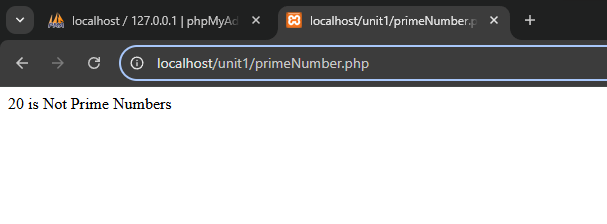 localhost / 127.0.0.1 | phpMyAd
localhost/unit1/primeNumber.p
localhost/unit1/primeNumber.php
20 is Not Prime Numbers